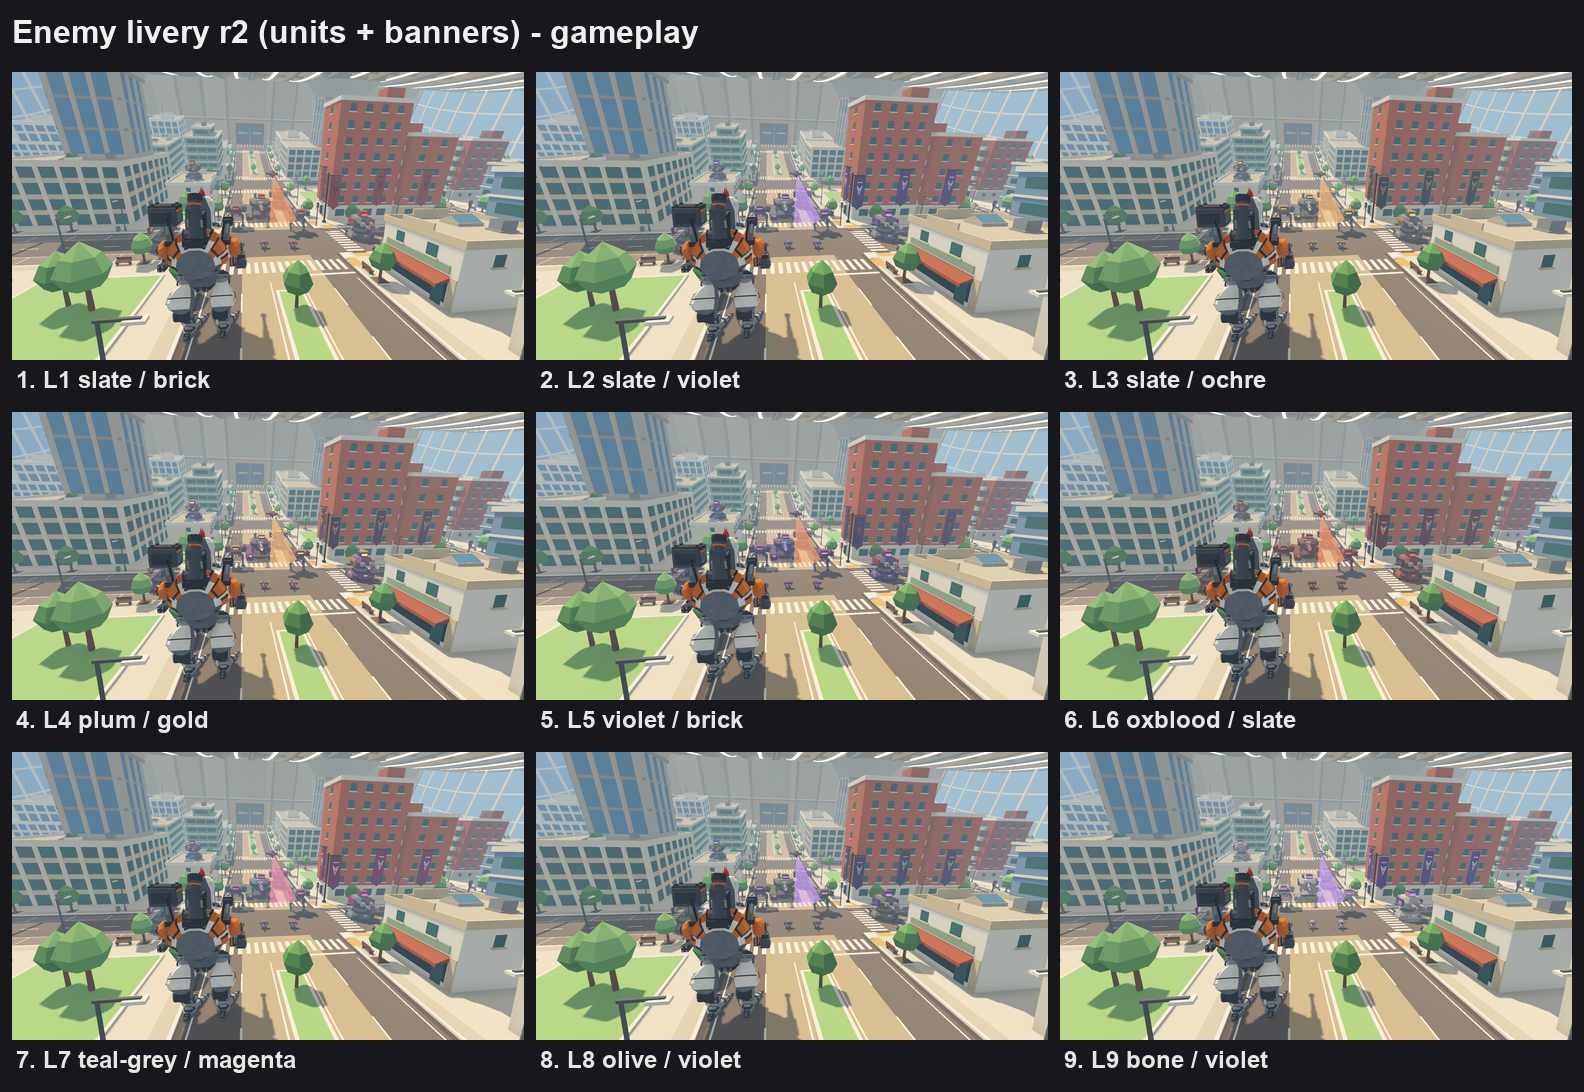 Enemy livery r2 (units + banners) - gameplay
1. L1 slate / brick
2. L2 slate / violet
3. L3 slate / ochre
4. L4 plum / gold
5. L5 violet / brick
6. L6 oxblood / slate
7. L7 teal-grey / magenta
8. L8 olive / violet
9. L9 bone / violet